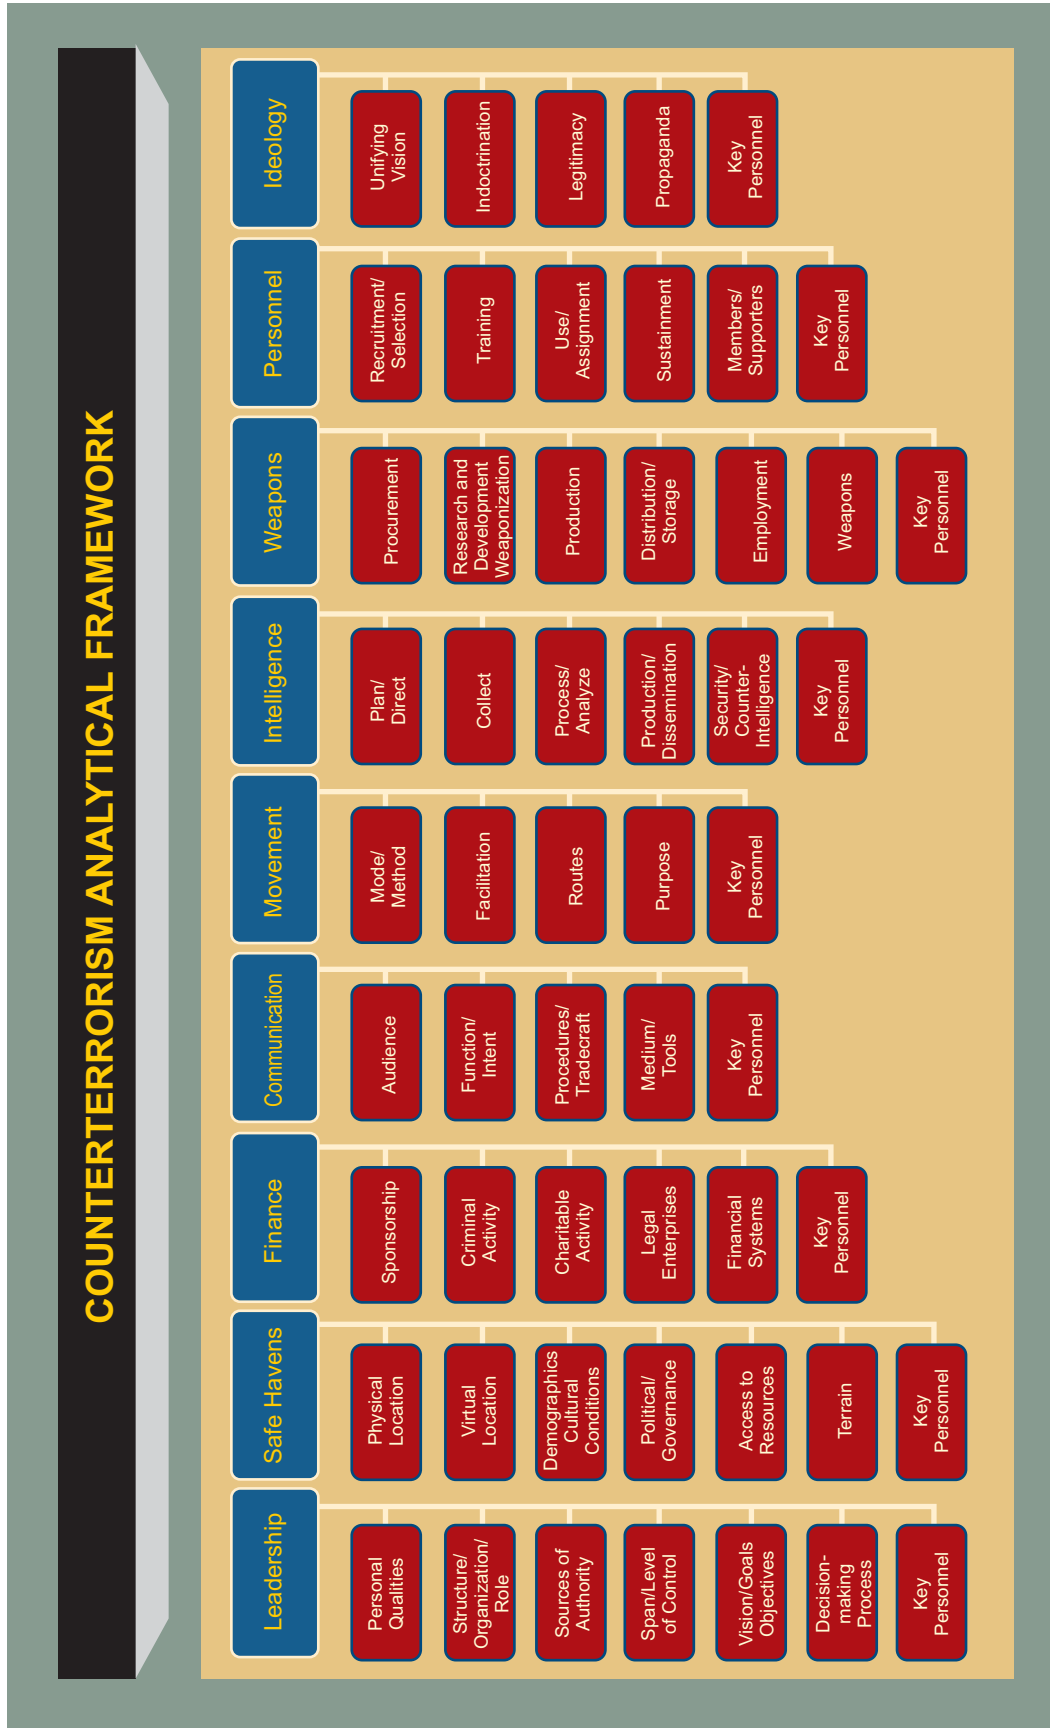 COUNTERTERRORISM ANALYTICAL FRAMEWORK
Leadership
Personal
Qualities
Structure/
Organization/
Role
Sources of
Authority
Span/Level
of Control
Vision/Goals
Objectives
Decision-
making
Process
Key
Personnel
Safe Havens
Physical
Location
Virtual
Location
Demographics
Cultural
Conditions
Political/
Governance
Access to
Resources
Terrain
Key
Personnel
Finance
Sponsorship
Criminal
Activity
Charitable
Activity
Legal
Enterprises
Financial
Systems
Key
Personnel
Communication
Audience
Function/
Intent
Procedures/
Tradecraft
Medium/
Tools
Key
Personnel
Movement
Mode/
Method
Facilitation
Routes
Purpose
Key
Personnel
Intelligence
Plan/
Direct
Collect
Process/
Analyze
Production/
Dissemination
Security/
Counter-
Intelligence
Key
Personnel
Weapons
Procurement
Research and
Development
Weaponization
Production
Distribution/
Storage
Employment
Weapons
Key
Personnel
Personnel
Recruitment/
Selection
Training
Use/
Assignment
Sustainment
Members/
Supporters
Key
Personnel
Ideology
Unifying
Vision
Indoctrination
Legitimacy
Propaganda
Key
Personnel